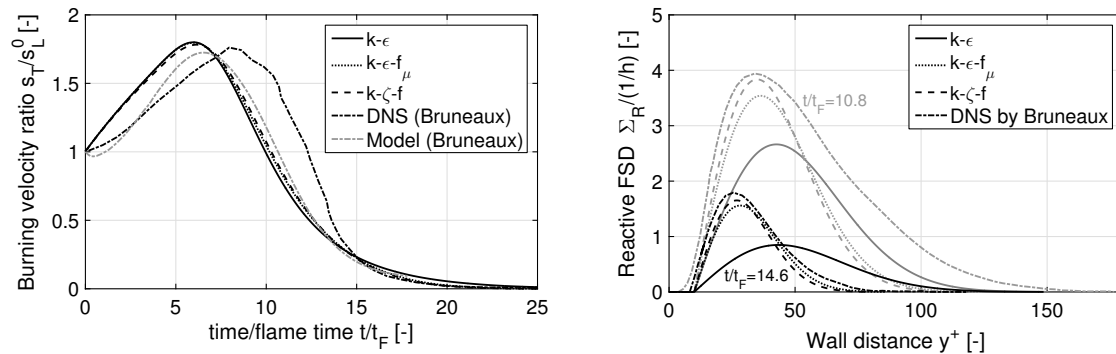 Burning velocity ratio s_T/s_L^0 [-]
2
1.5
1
0.5
0
k-ϵ
k-ϵ-f_μ
k-ζ-f
DNS (Bruneaux)
Model (Bruneaux)
0 5 10 15 20 25
time/flame time t/t_F [-]
Reactive FSD Σ_R/(1/h) [-]
5
4
3
2
1
0
k-ϵ
k-ϵ-f_μ
k-ζ-f
DNS by Bruneaux
t/t_F=10.8
t/t_F=14.6
0 50 100 150
Wall distance y^+ [-]